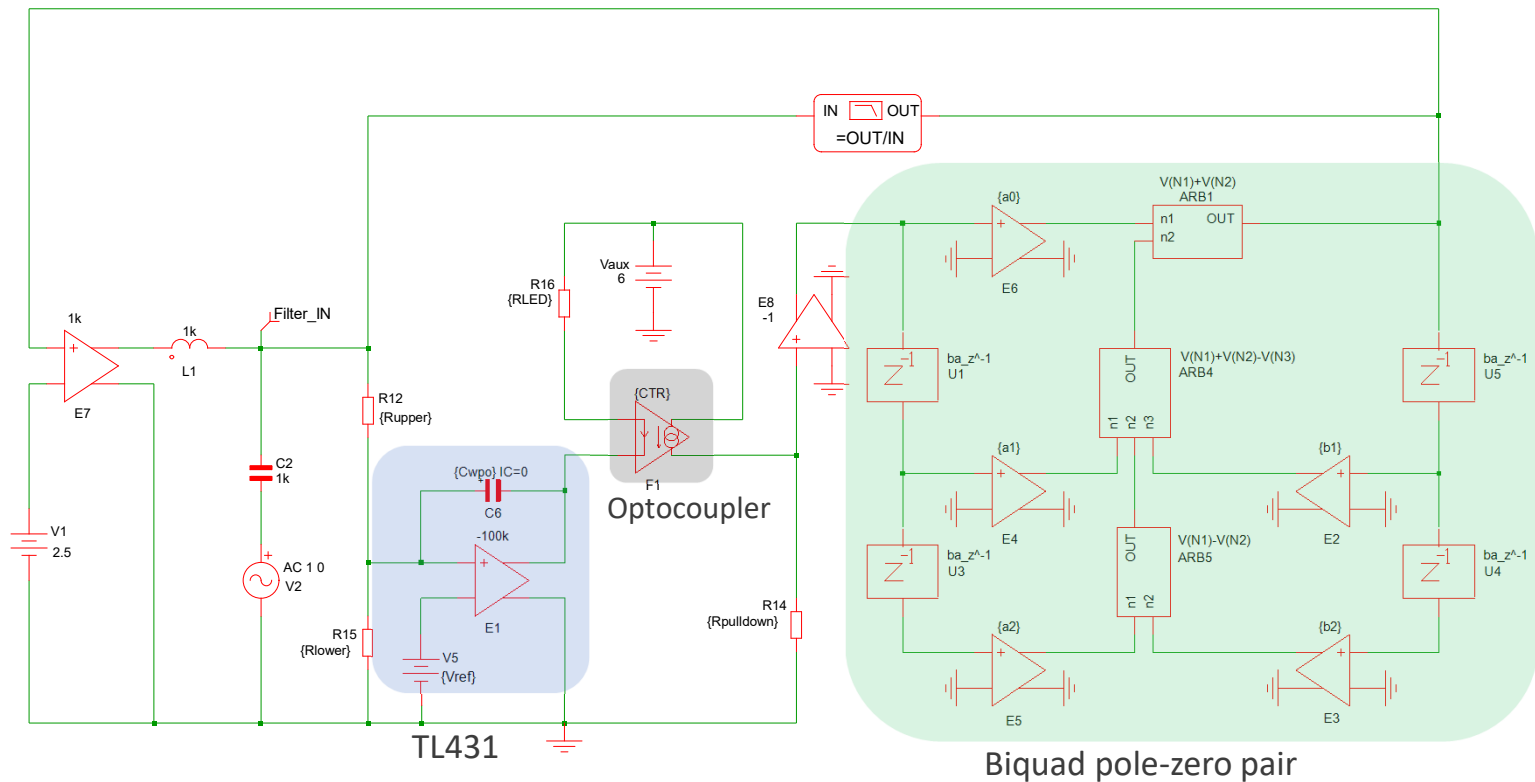 IN OUT
=OUT/IN
V(N1)+V(N2)
ARB1
n1 OUT
n2
{a0}
E6
Vaux
6
R16
{RLED}
E8
-1
+
1k
+
E7
1k
L1
Filter_IN
R12
{Rupper}
{CTR}
F1
Optocoupler
ba_z^-1
U1
Z-1
V(N1)+V(N2)-V(N3)
ARB4
OUT
n1 n2 n3
Z-1
ba_z^-1
U5
C2
1k
{Cwpo} IC=0
+
C6
-100k
+
E1
{a1}
+
E4
{b1}
+
E2
V1
2.5
+
AC 1 0
V2
ba_z^-1
U3
Z-1
V(N1)-V(N2)
ARB5
OUT
n1 n2
Z-1
ba_z^-1
U4
R14
{Rpulldown}
R15
{Rlower}
V5
{Vref}
{a2}
+
E5
{b2}
+
E3
TL431
Biquad pole-zero pair